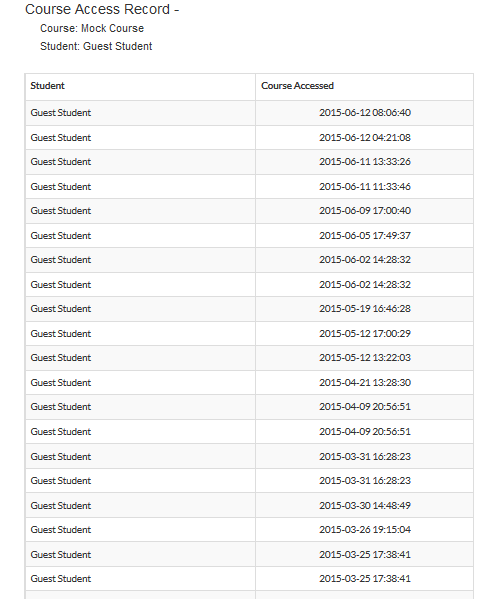 Course Access Record -
Course: Mock Course
Student: Guest Student
Student Course Accessed
Guest Student 2015-06-12 08:06:40
Guest Student 2015-06-12 04:21:08
Guest Student 2015-06-11 13:33:26
Guest Student 2015-06-11 11:33:46
Guest Student 2015-06-09 17:00:40
Guest Student 2015-06-05 17:49:37
Guest Student 2015-06-02 14:28:32
Guest Student 2015-06-02 14:28:32
Guest Student 2015-05-19 16:46:28
Guest Student 2015-05-12 17:00:29
Guest Student 2015-05-12 13:22:03
Guest Student 2015-04-21 13:28:30
Guest Student 2015-04-09 20:56:51
Guest Student 2015-04-09 20:56:51
Guest Student 2015-03-31 16:28:23
Guest Student 2015-03-31 16:28:23
Guest Student 2015-03-30 14:48:49
Guest Student 2015-03-26 19:15:04
Guest Student 2015-03-25 17:38:41
Guest Student 2015-03-25 17:38:41